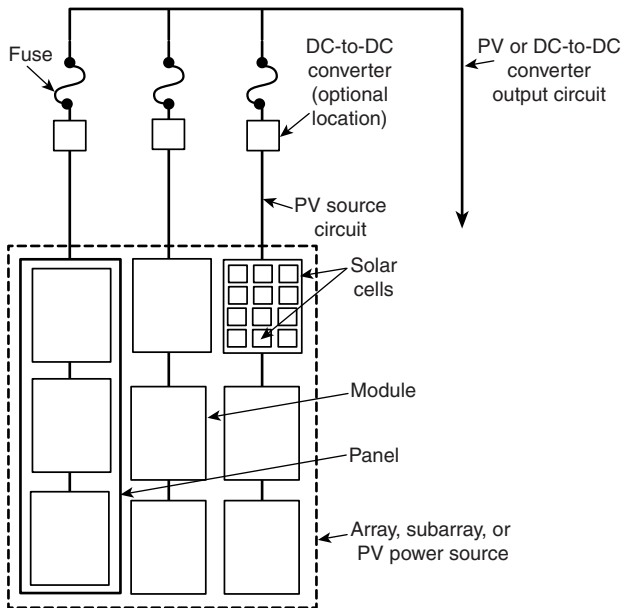 Fuse
DC-to-DC
converter
(optional
location)
PV or DC-to-DC
converter
output circuit
PV source
circuit
Solar
cells
Module
Panel
Array, subarray, or
PV power source